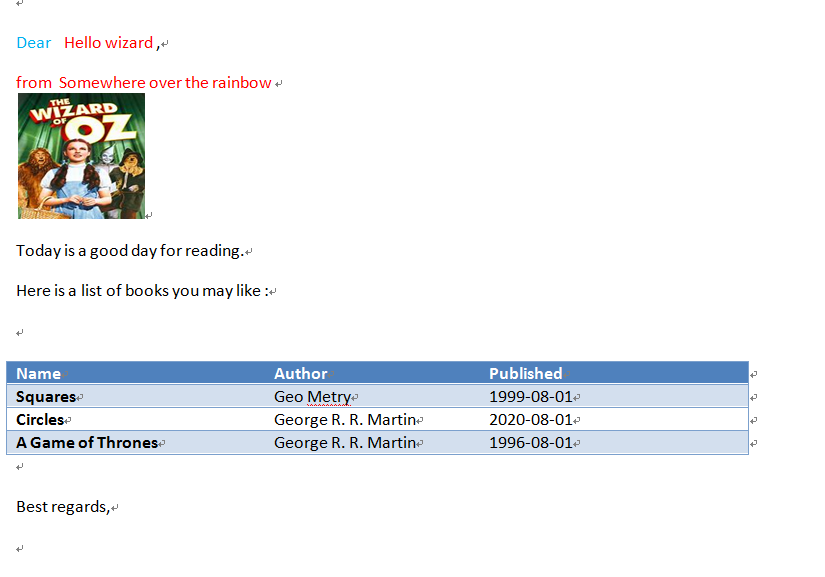 Dear Hello wizard ,
from Somewhere over the rainbow
THE
WIZARD
OF OZ
Today is a good day for reading.
Here is a list of books you may like :
Name Author Published
Squares Geo Metry 1999-08-01
Circles George R. R. Martin 2020-08-01
A Game of Thrones George R. R. Martin 1996-08-01
Best regards,